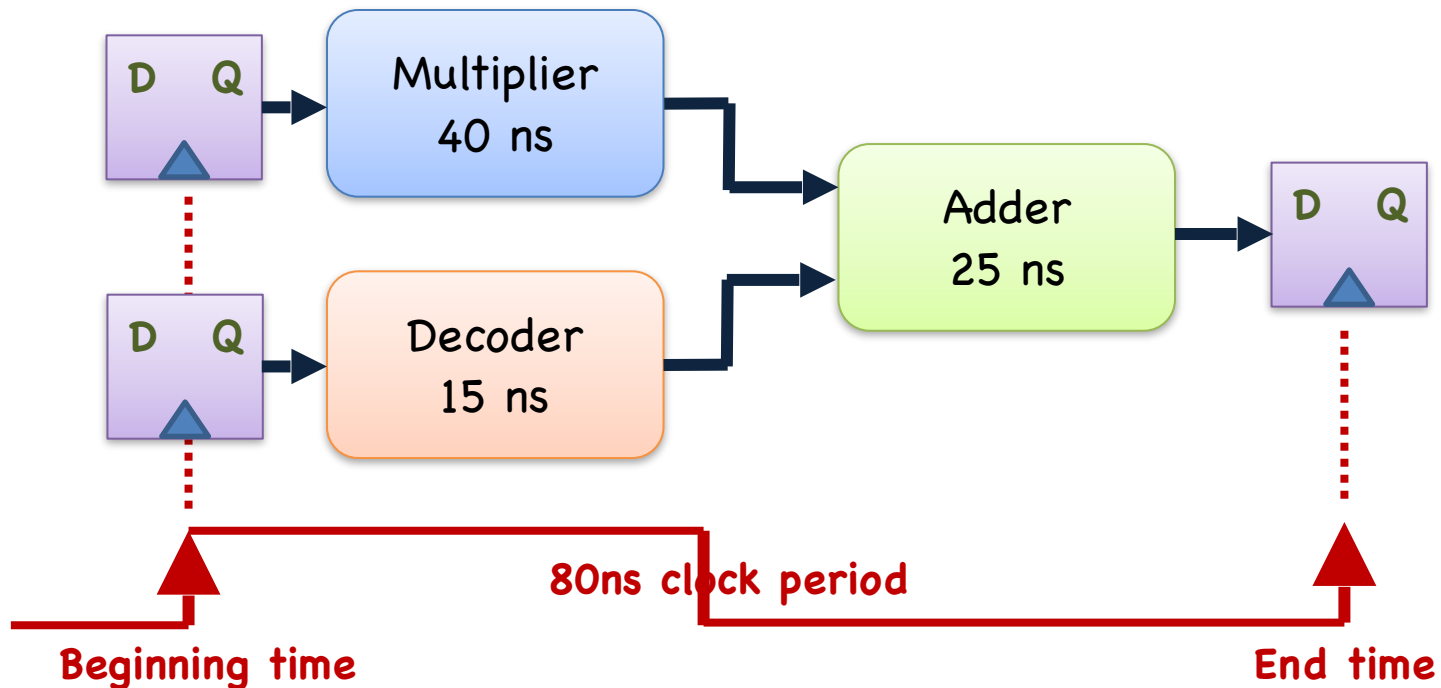 D Q
Multiplier
40 ns
Adder
25 ns
D Q
D Q
Decoder
15 ns
80ns clock period
Beginning time
End time